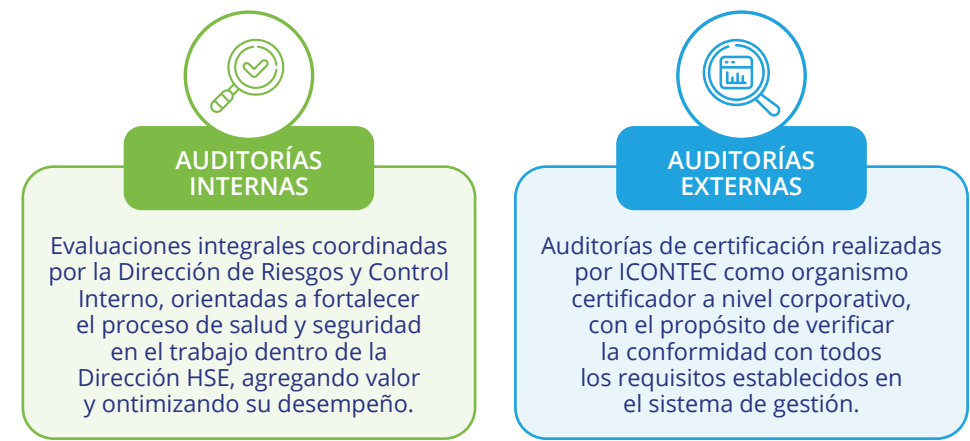 AUDITORÍAS
INTERNAS
Evaluaciones integrales coordinadas
por la Dirección de Riesgos y Control
Interno, orientadas a fortalecer
el proceso de salud y seguridad
en el trabajo dentro de la
Dirección HSE, agregando valor
y ontimizando su desempeño.
AUDITORÍAS
EXTERNAS
Auditorías de certificación realizadas
por ICONTEC como organismo
certificador a nivel corporativo,
con el propósito de verificar
la conformidad con todos
los requisitos establecidos en
el sistema de gestión.